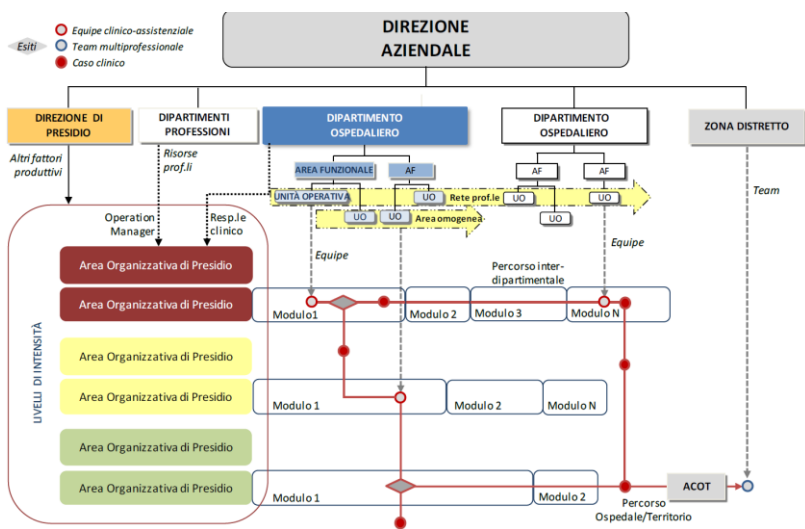 DIREZIONE
AZIENDALE
Esiti
Equipe clinico-assistenziale
Team multiprofessionale
Caso clinico
DIREZIONE DI
PRESIDIO
DIPARTIMENTI
PROFESSIONI
DIPARTIMENTO
OSPEDALIERO
DIPARTIMENTO
OSPEDALIERO
ZONA DISTRETTO
Altri fattori
produttivi
Risorse
prof.li
AREA FUNZIONALE
AF
AF
AF
UNITÀ OPERATIVA
UO
Rete prof.le
UO
UO
UO
UO
Area omogenea
UO
Team
Operation
Manager
Resp.le
clinico
Equipe
Equipe
Percorso inter-
dipartimentale
LIVELLI DI INTENSITÀ
Area Organizzativa di Presidio
Area Organizzativa di Presidio
Modulo1
Modulo 2
Modulo 3
Modulo N
Area Organizzativa di Presidio
Area Organizzativa di Presidio
Modulo 1
Modulo 2
Modulo N
Area Organizzativa di Presidio
Area Organizzativa di Presidio
Modulo 1
Modulo 2
ACOT
Percorso
Ospedale/Territorio